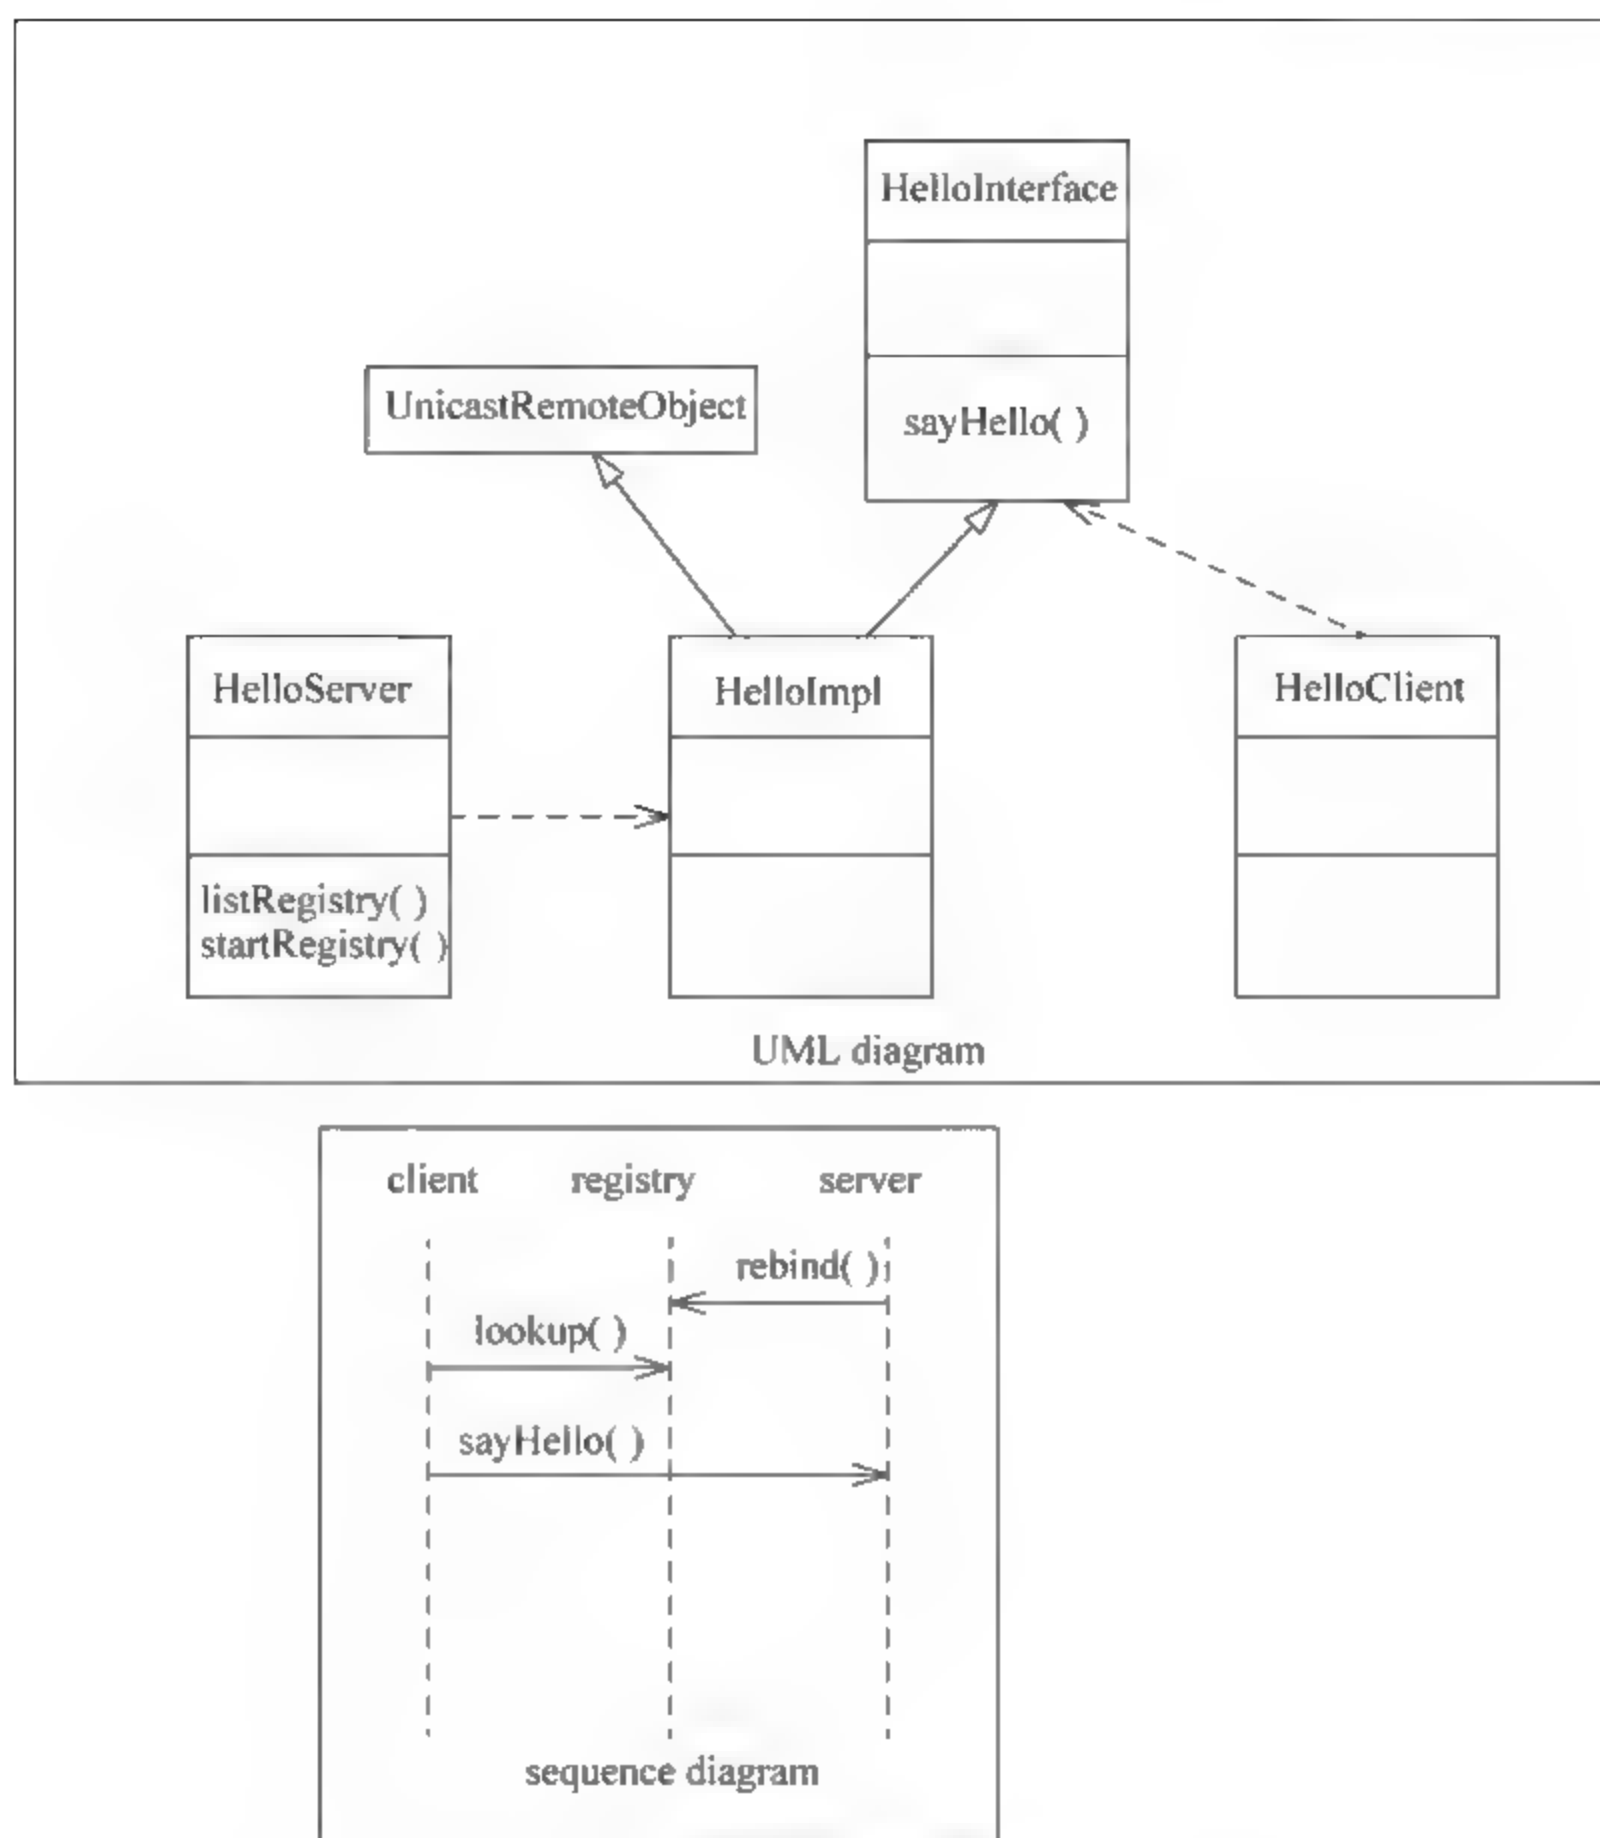 HelloInterface
UnicastRemoteObject
sayHello( )
HelloServer
HelloImpl
HelloClient
listRegistry( )
startRegistry( )
UML diagram
client registry server
rebind( )
lookup( )
sayHello( )
sequence diagram